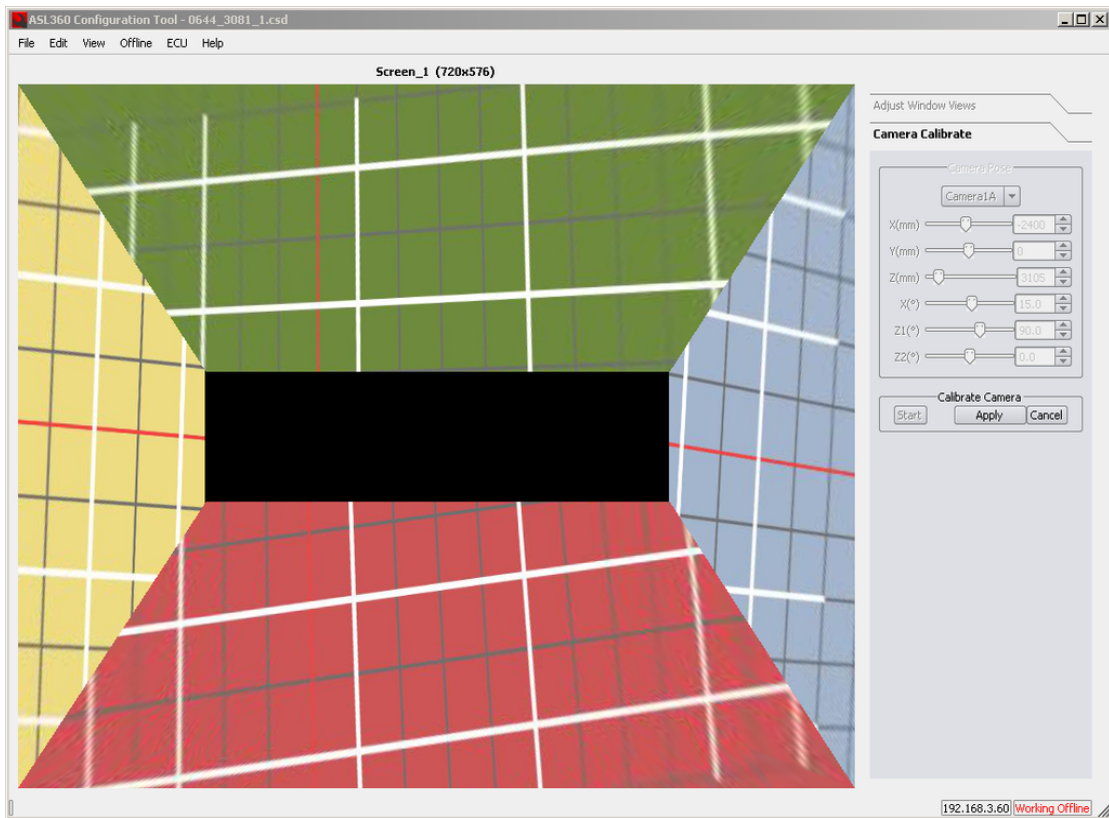 ASL360 Configuration Tool - 0644_3081_1.csd
File Edit View Offline ECU Help
Screen_1 (720x576)
Adjust Window Views
Camera Calibrate
Camera Pose
Camera1A
X(mm) -2400
Y(mm) 0
Z(mm) 3105
X(°) 15.0
Z1(°) 90.0
Z2(°) 0.0
Calibrate Camera
Start Apply Cancel
192.168.3.60 Working Offline